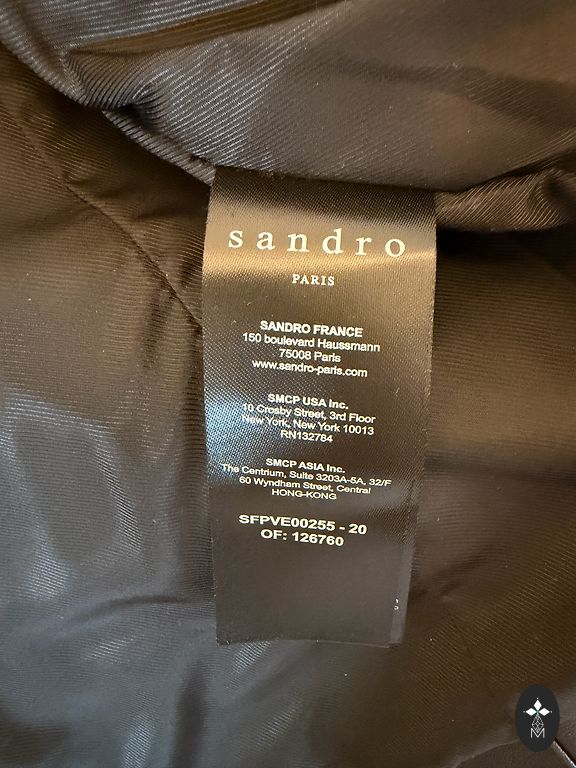 sandro
PARIS
SANDRO FRANCE
150 boulevard Haussmann
75008 Paris
www.sandro-paris.com
SMCP USA Inc.
10 Crosby Street, 3rd Floor
New York, New York 10013
RN132784
SMCP ASIA Inc.
The Centrium, Suite 3203A-5A, 32/F
60 Wyndham Street, Central
HONG-KONG
SFPVE00255 - 20
OF: 126760
M